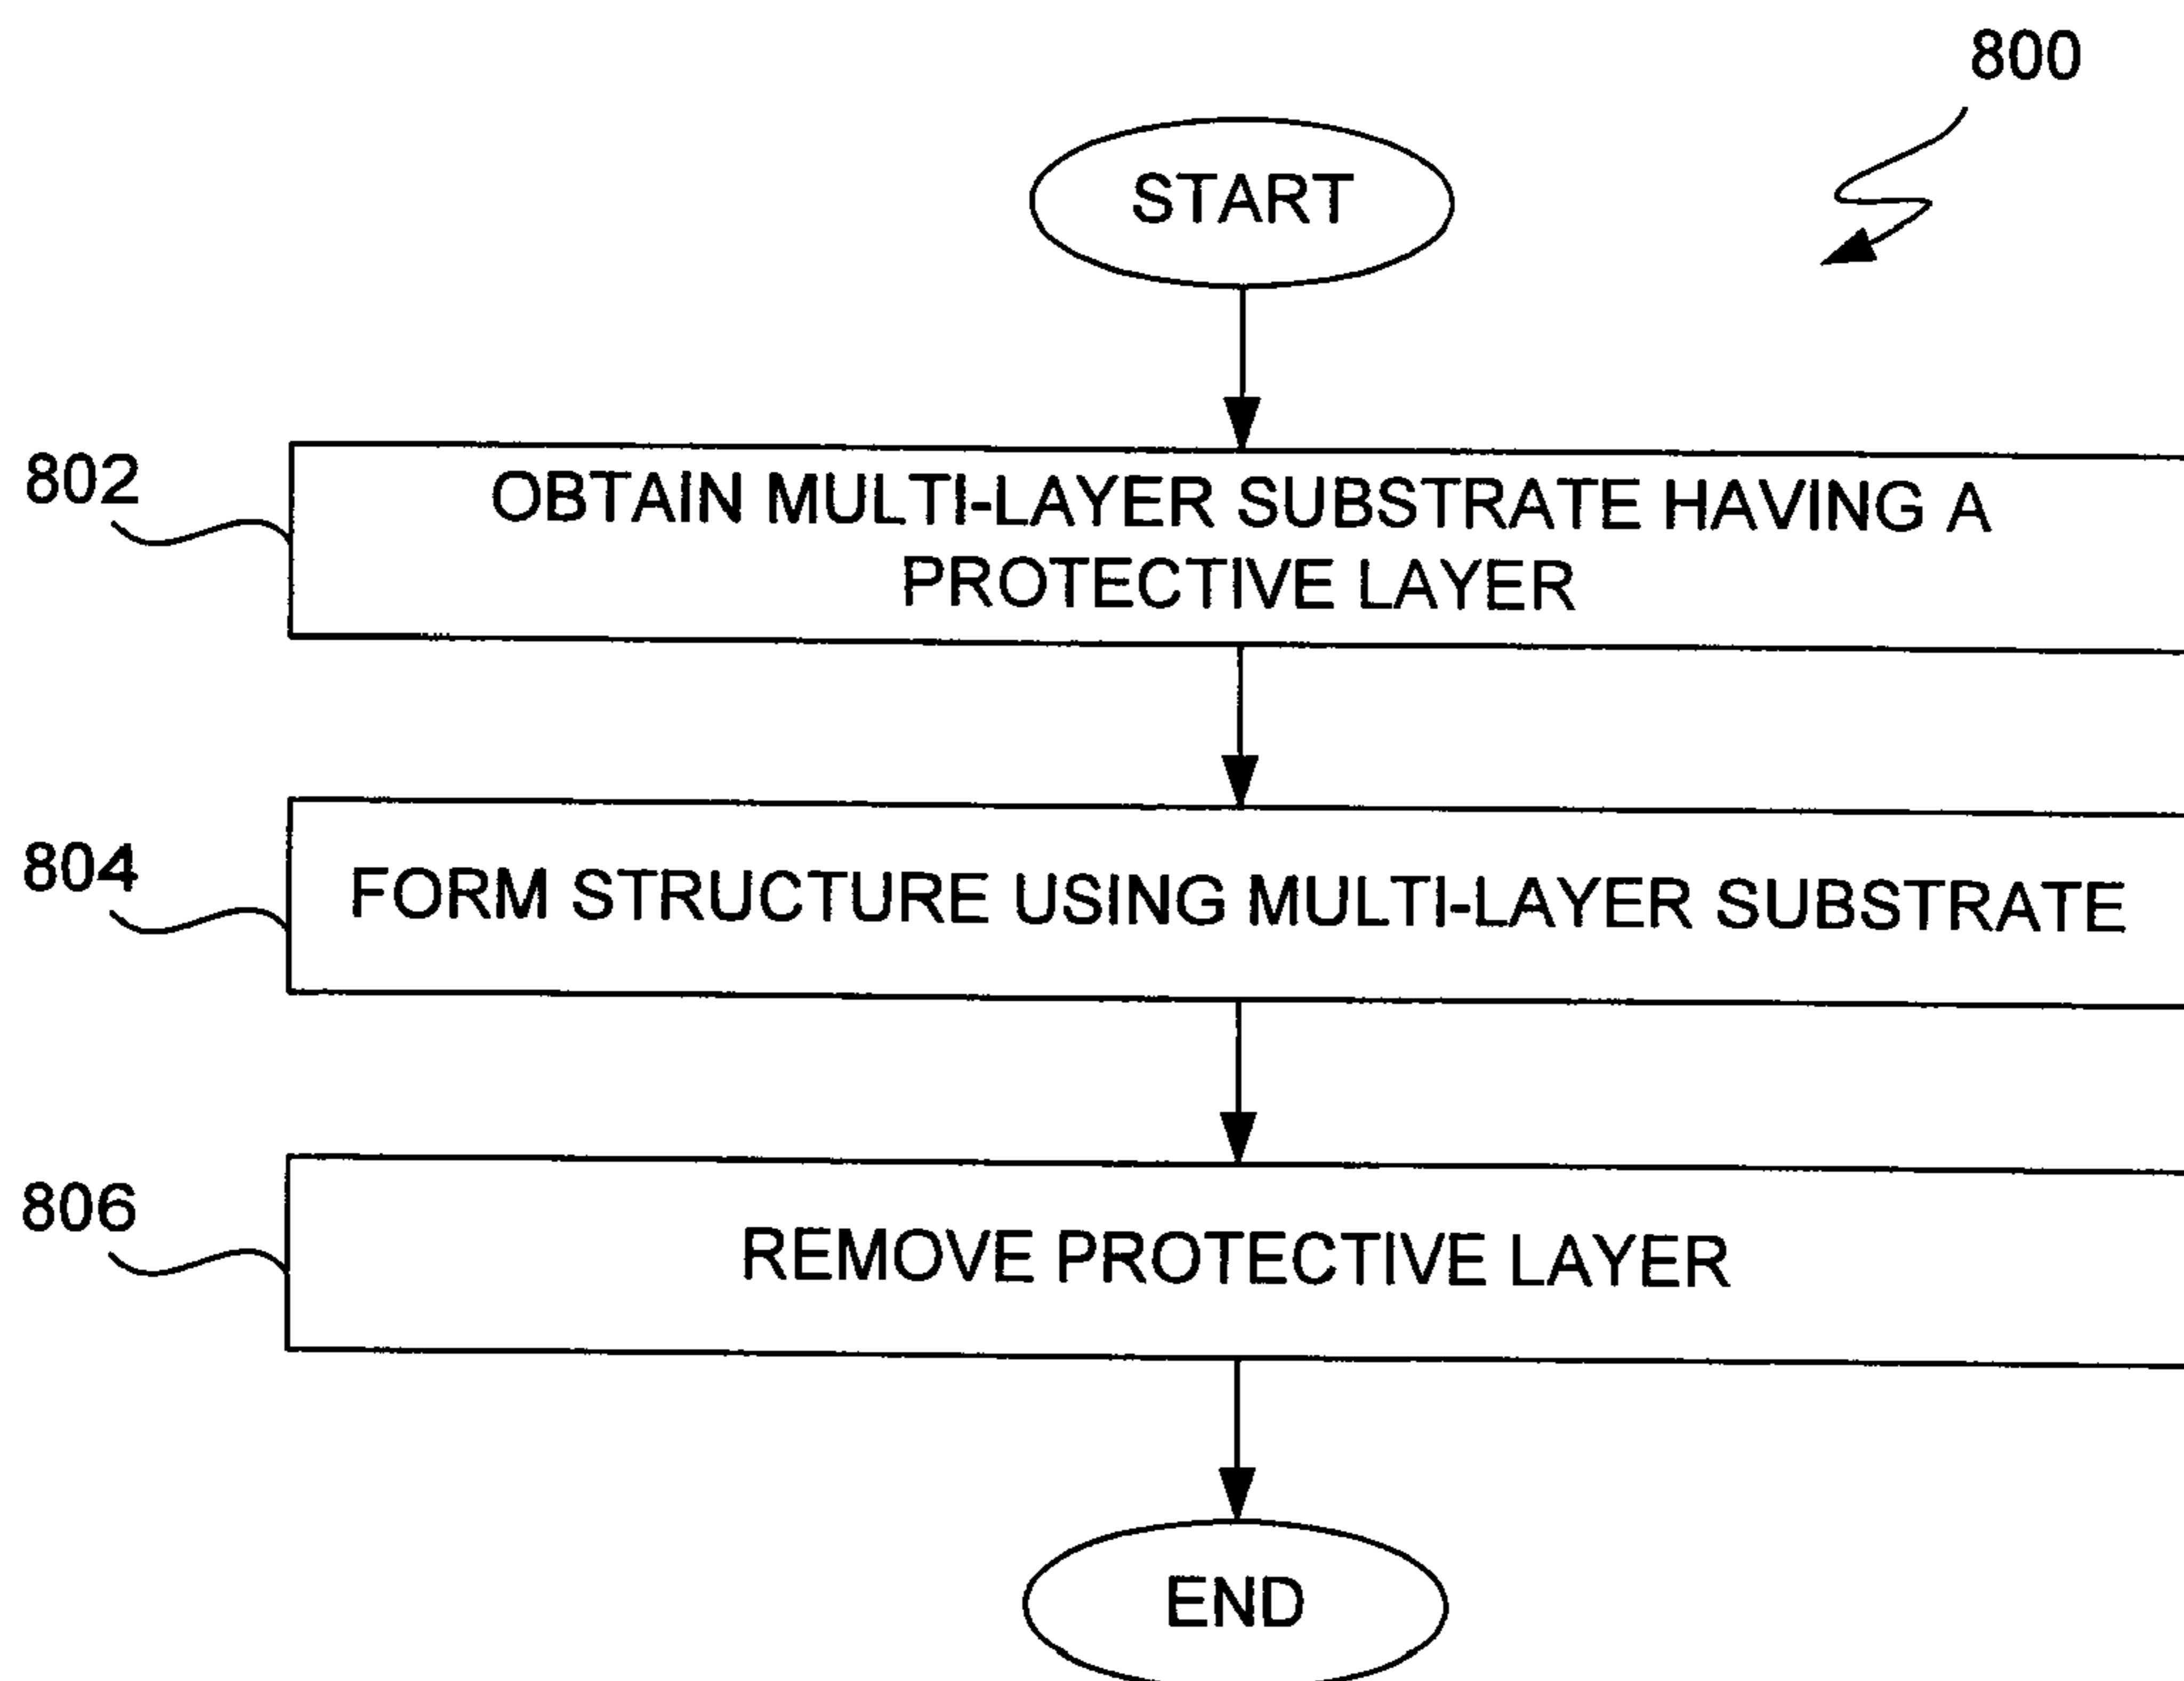 800
START
802
OBTAIN MULTI-LAYER SUBSTRATE HAVING A
PROTECTIVE LAYER
804
FORM STRUCTURE USING MULTI-LAYER SUBSTRATE
806
REMOVE PROTECTIVE LAYER
END